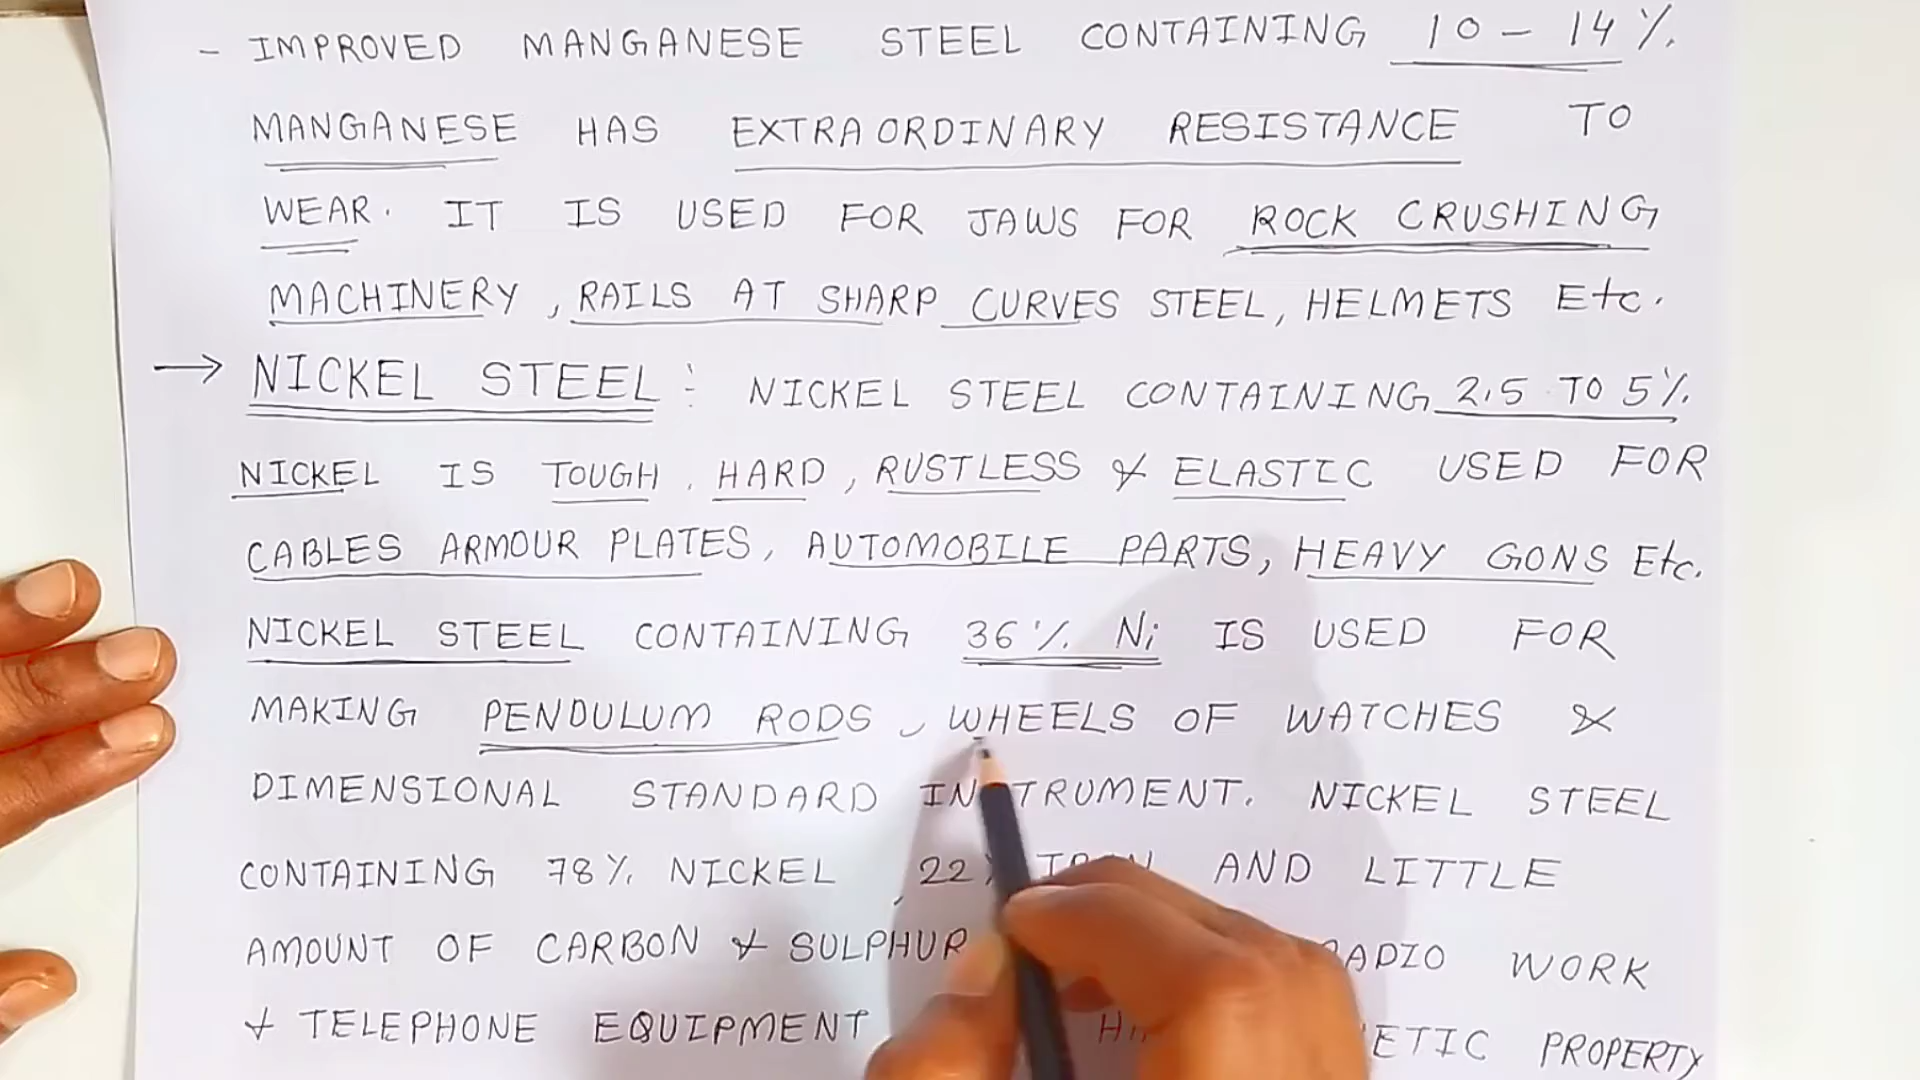 - IMPROVED MANGANESE STEEL CONTAINING 10 - 14 %.
MANGANESE HAS EXTRAORDINARY RESISTANCE TO
WEAR. IT IS USED FOR JAWS FOR ROCK CRUSHING
MACHINERY, RAILS AT SHARP CURVES STEEL, HELMETS Etc.
→ NICKEL STEEL : NICKEL STEEL CONTAINING 2.5 TO 5%.
NICKEL IS TOUGH, HARD, RUSTLESS & ELASTIC USED FOR
CABLES ARMOUR PLATES, AUTOMOBILE PARTS, HEAVY GONS Etc.
NICKEL STEEL CONTAINING 36% Ni IS USED FOR
MAKING PENDULUM RODS, WHEELS OF WATCHES &
DIMENSIONAL STANDARD INSTRUMENT. NICKEL STEEL
CONTAINING 78% NICKEL, 22% IRON AND LITTLE
AMOUNT OF CARBON & SULPHUR RADIO WORK
& TELEPHONE EQUIPMENT PROPERTY